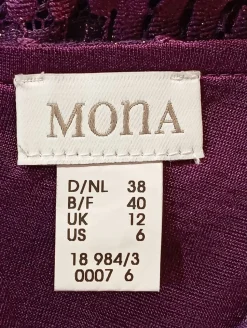 MONA
D/NL 38
B/F 40
UK 12
US 6
18 984/3
0007 6